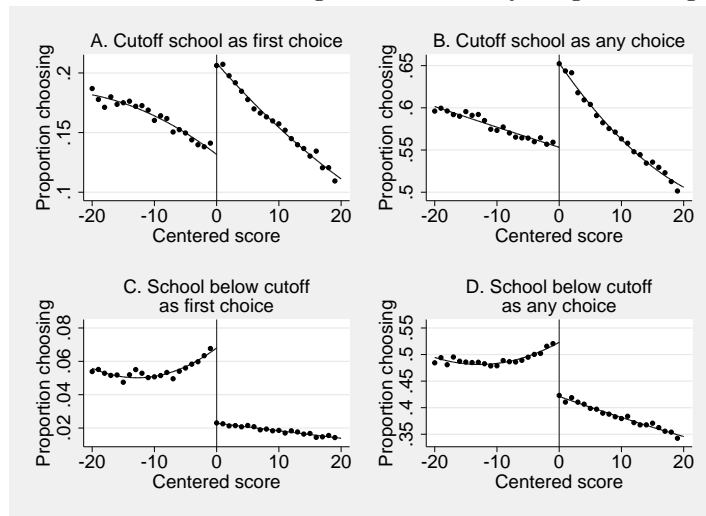 A. Cutoff school as first choice
Proportion choosing
.1 .15 .2
-20 -10 0 10 20
Centered score
B. Cutoff school as any choice
Proportion choosing
.5 .55 .6 .65
-20 -10 0 10 20
Centered score
C. School below cutoff
as first choice
Proportion choosing
.02 .04 .06 .08
-20 -10 0 10 20
Centered score
D. School below cutoff
as any choice
Proportion choosing
.35 .4 .45 .5 .55
-20 -10 0 10 20
Centered score